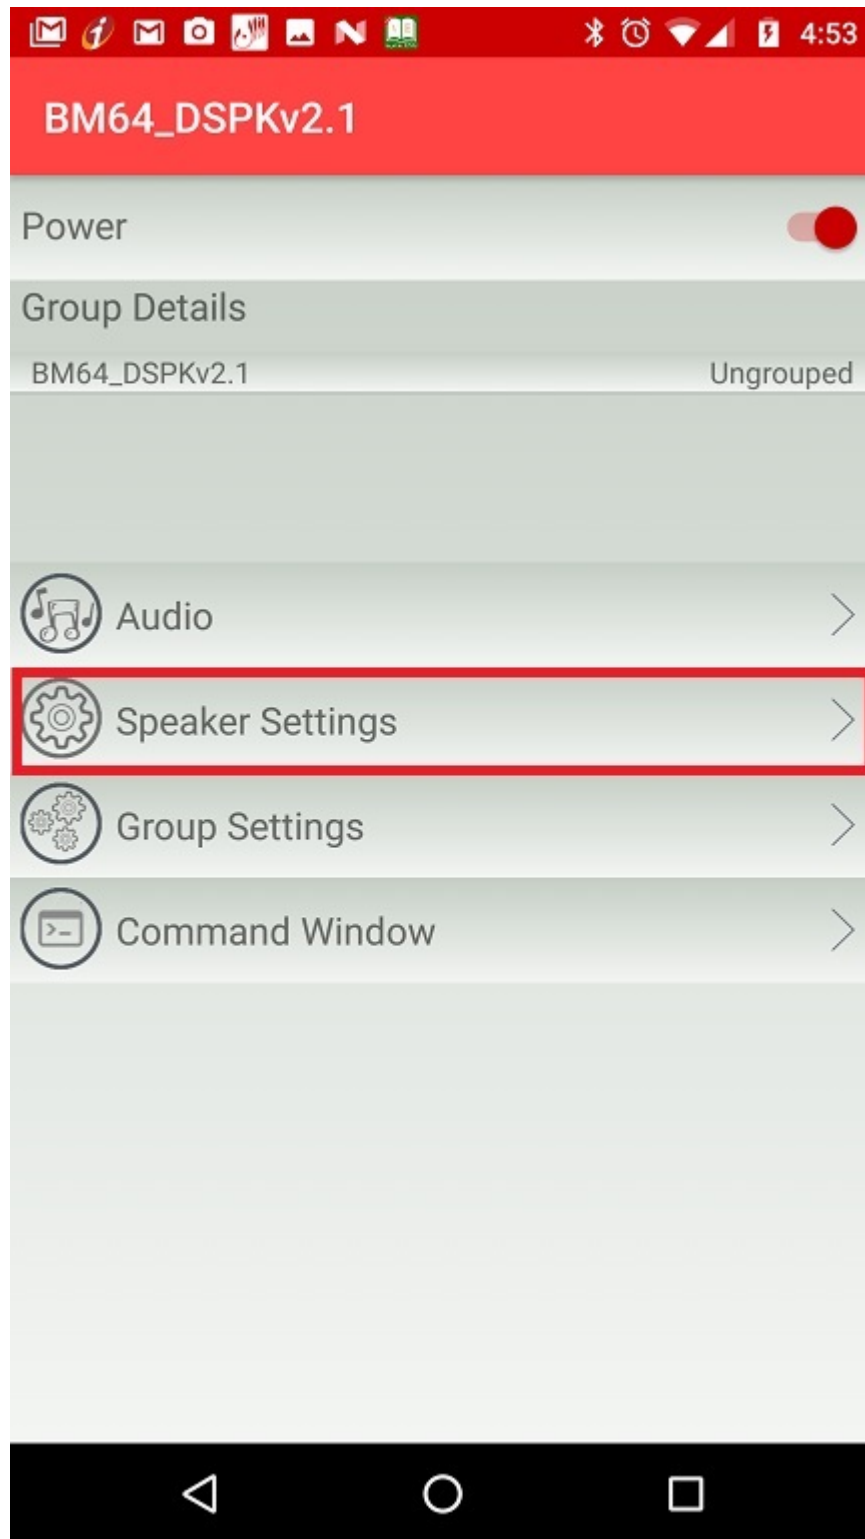 4:53
BM64_DSPKv2.1
Power
Group Details
BM64_DSPKv2.1 Ungrouped
Audio
Speaker Settings
Group Settings
Command Window